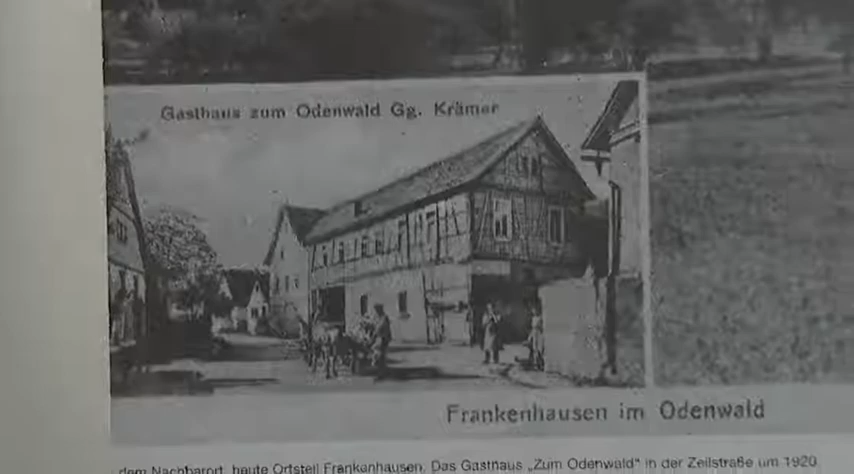 Gasthaus zum Odenwald Gg. Krämer
Frankenhausen im Odenwald
dem Nachbarort, heute Ortsteil Frankenhausen. Das Gasthaus „Zum Odenwald" in der Zeilstraße um 1920.